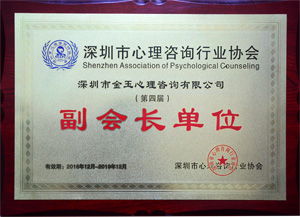 深圳市心理咨询行业协会
Shenzhen Association of Psychological Counseling
深圳市金玉心理咨询有限公司
(第四届)
副会长单位
有效期：2016年12月-2019年12月
深圳市心理咨询行业协会